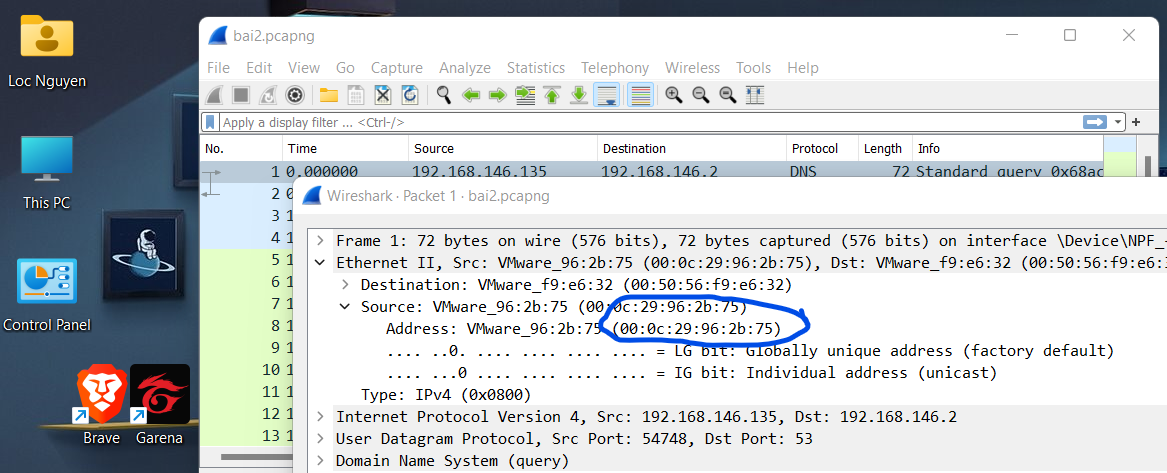 Loc Nguyen
This PC
Control Panel
Brave
Garena
bai2.pcapng
File Edit View Go Capture Analyze Statistics Telephony Wireless Tools Help
Apply a display filter ... <Ctrl-/>
No. Time Source Destination Protocol Length Info
1 0.000000 192.168.146.135 192.168.146.2 DNS 72 Standard query 0x68ac
2 0
3 1
4 1
5 1
6 1
7 1
8 1
9 1
10 1
11 1
12 1
13 1
Wireshark · Packet 1 · bai2.pcapng
Frame 1: 72 bytes on wire (576 bits), 72 bytes captured (576 bits) on interface \Device\NPF_
Ethernet II, Src: VMware_96:2b:75 (00:0c:29:96:2b:75), Dst: VMware_f9:e6:32 (00:50:56:f9:e6:3
Destination: VMware_f9:e6:32 (00:50:56:f9:e6:32)
Source: VMware_96:2b:75 (00:0c:29:96:2b:75)
Address: VMware_96:2b:75 (00:0c:29:96:2b:75)
.... ..0. .... .... .... .... = LG bit: Globally unique address (factory default)
.... ...0 .... .... .... .... = IG bit: Individual address (unicast)
Type: IPv4 (0x0800)
Internet Protocol Version 4, Src: 192.168.146.135, Dst: 192.168.146.2
User Datagram Protocol, Src Port: 54748, Dst Port: 53
Domain Name System (query)